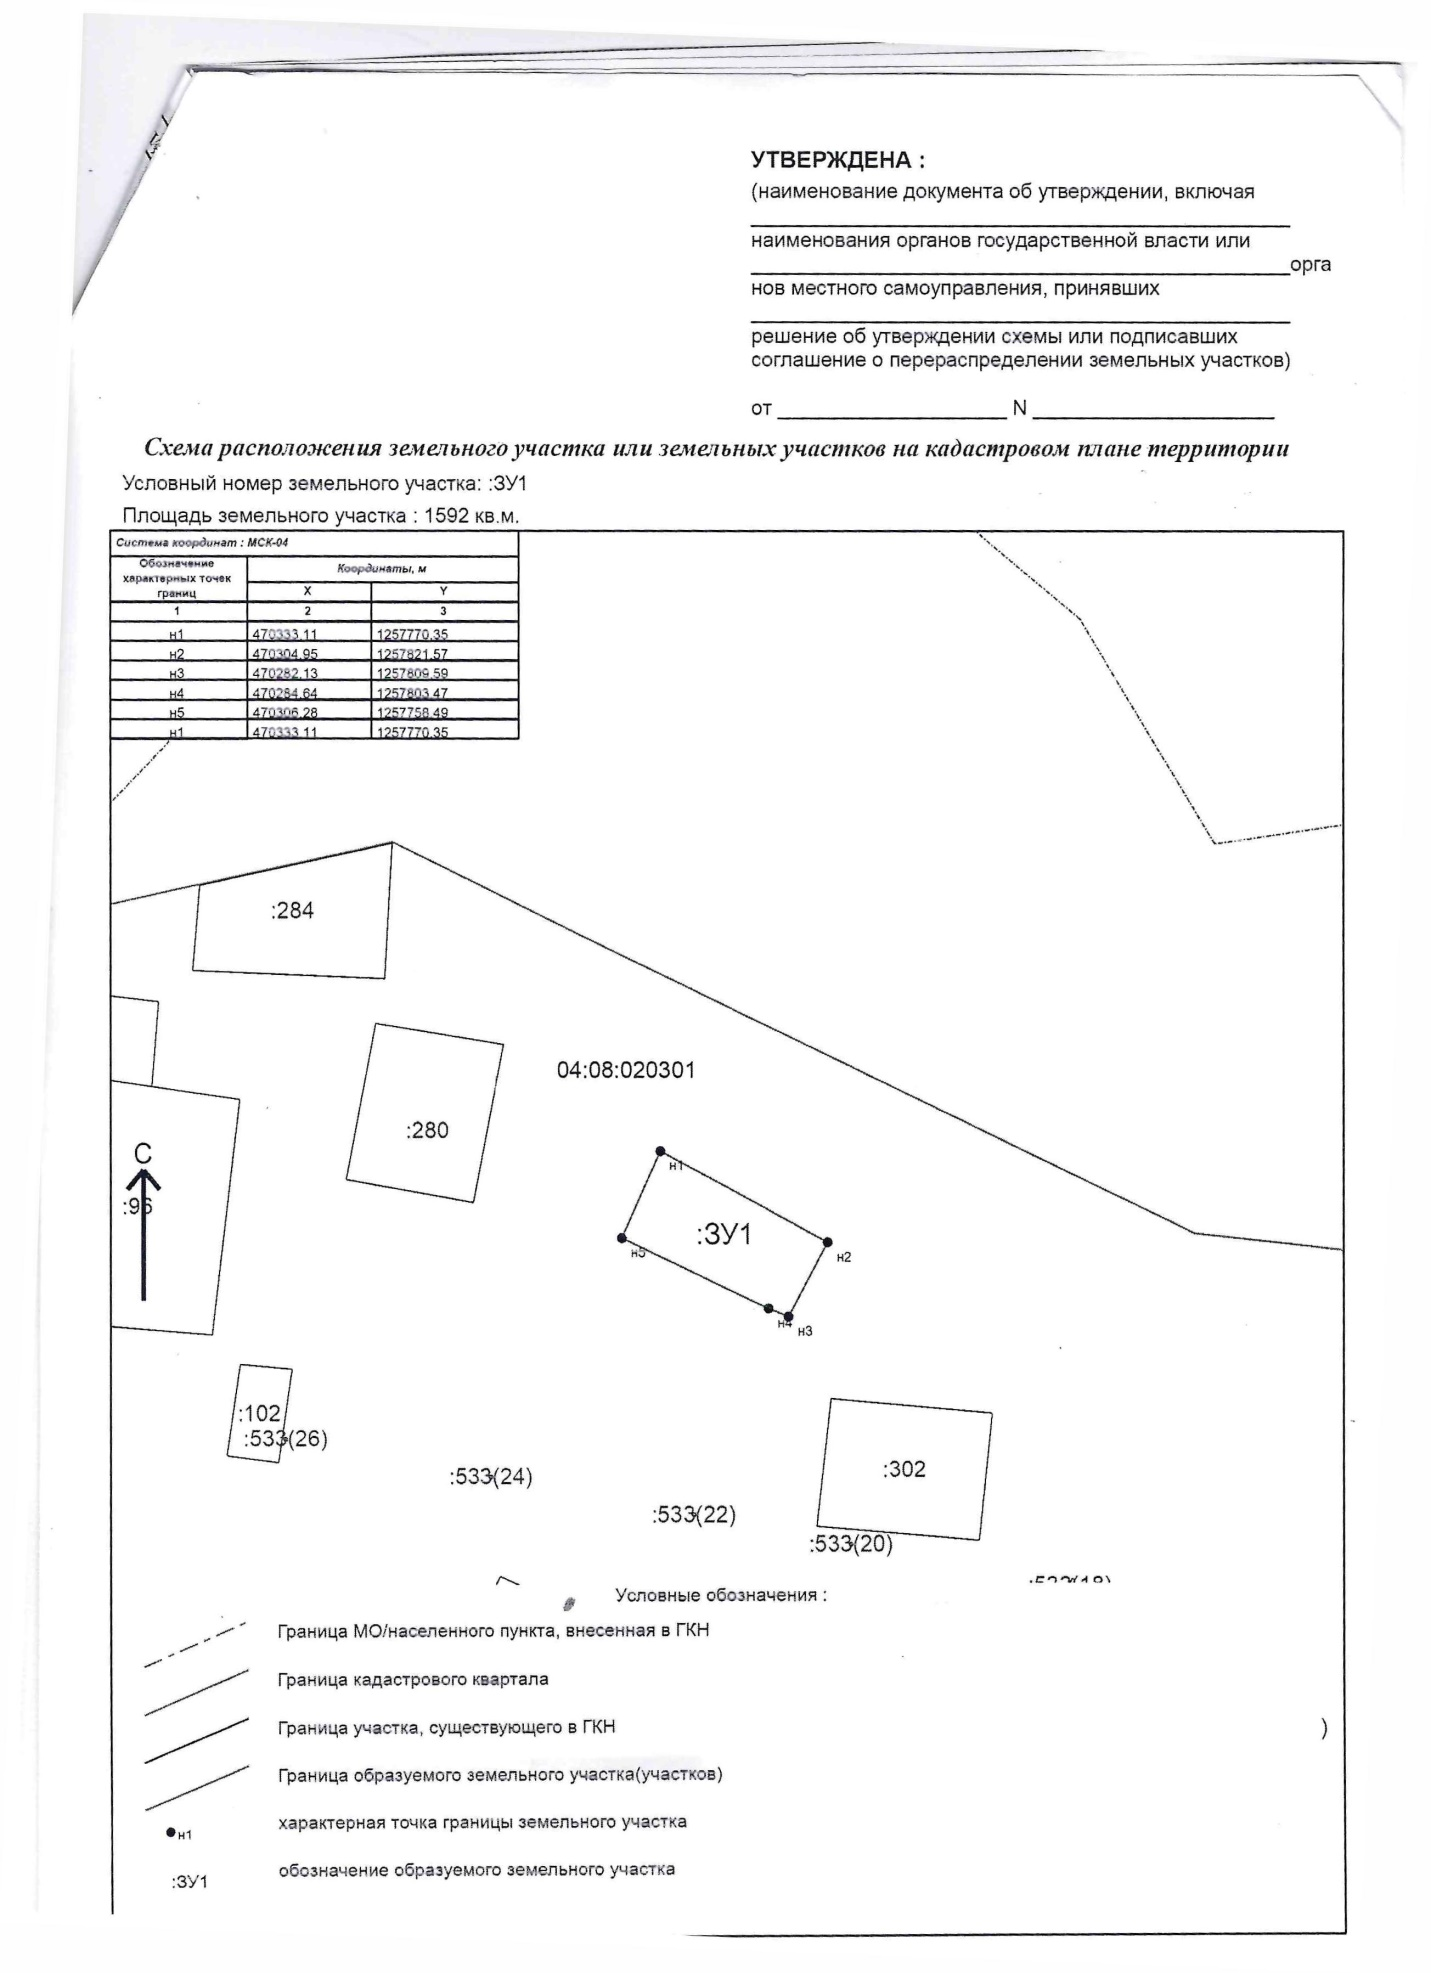 УТВЕРЖДЕНА :
(наименование документа об утверждении, включая
наименования органов государственной власти или
орга
нов местного самоуправления, принявших
решение об утверждении схемы или подписавших
соглашение о перераспределении земельных участков)
от N
Схема расположения земельного участка или земельных участков на кадастровом плане территории
Условный номер земельного участка: :ЗУ1
Площадь земельного участка : 1592 кв.м.
Система координат : МСК-04
Обозначение характерных точек границ Координаты, м
X Y
1 2 3
н1 470333.11 1257770.35
н2 470304.95 1257821.57
н3 470282.13 1257809.59
н4 470284.64 1257803.47
н5 470306.28 1257758.49
н1 470333.11 1257770.35
:284
04:08:020301
:280
С
:96
н1
:ЗУ1
н5
н2
н4
н3
:102
:533(26)
:533(24)
:302
:533(22)
:533(20)
Условные обозначения :
Граница МО/населенного пункта, внесенная в ГКН
Граница кадастрового квартала
Граница участка, существующего в ГКН
)
Граница образуемого земельного участка(участков)
н1 характерная точка границы земельного участка
:ЗУ1 обозначение образуемого земельного участка